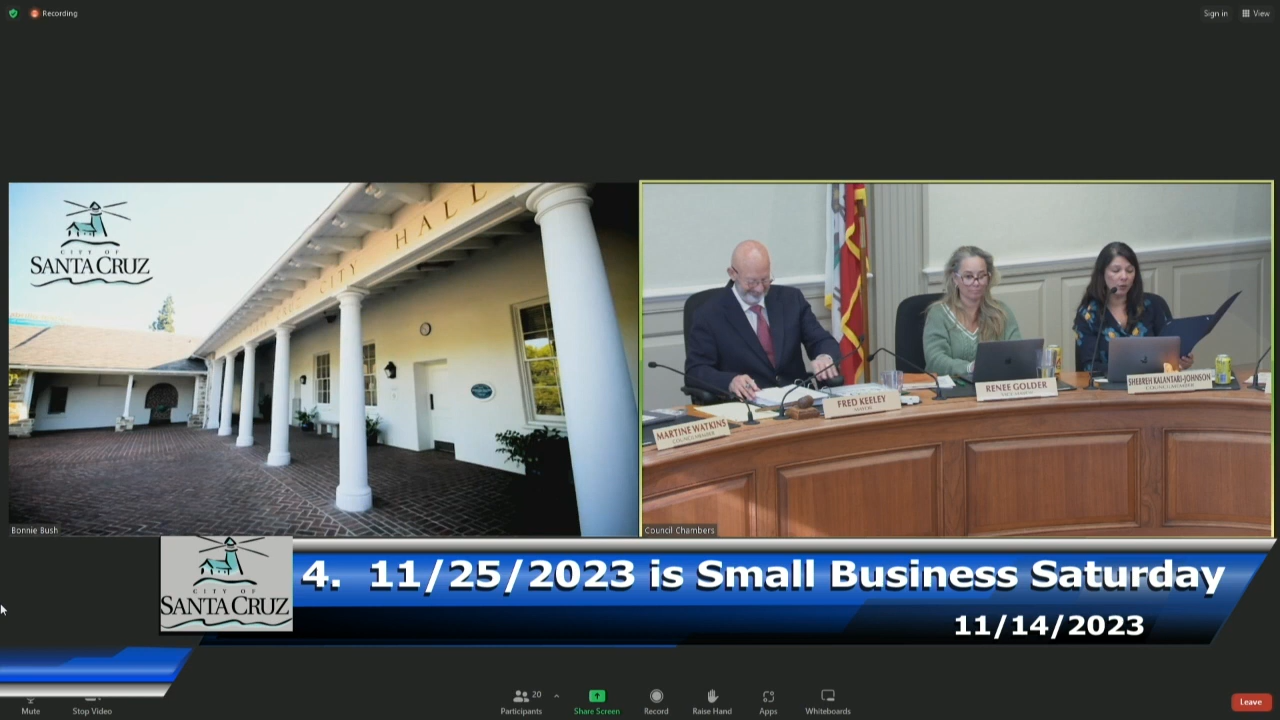 Recording
Sign in
View
CITY OF
SANTA CRUZ
CITY HALL
Bonnie Bush
MARTINE WATKINS
COUNCILMEMBER
FRED KEELEY
MAYOR
RENEE GOLDER
VICE MAYOR
SHEBREH KALANTARI-JOHNSON
COUNCILMEMBER
Council Chambers
CITY OF
SANTA CRUZ
4. 11/25/2023 is Small Business Saturday
11/14/2023
Mute
Stop Video
Participants
20
Share Screen
Record
Raise Hand
Apps
Whiteboards
Leave